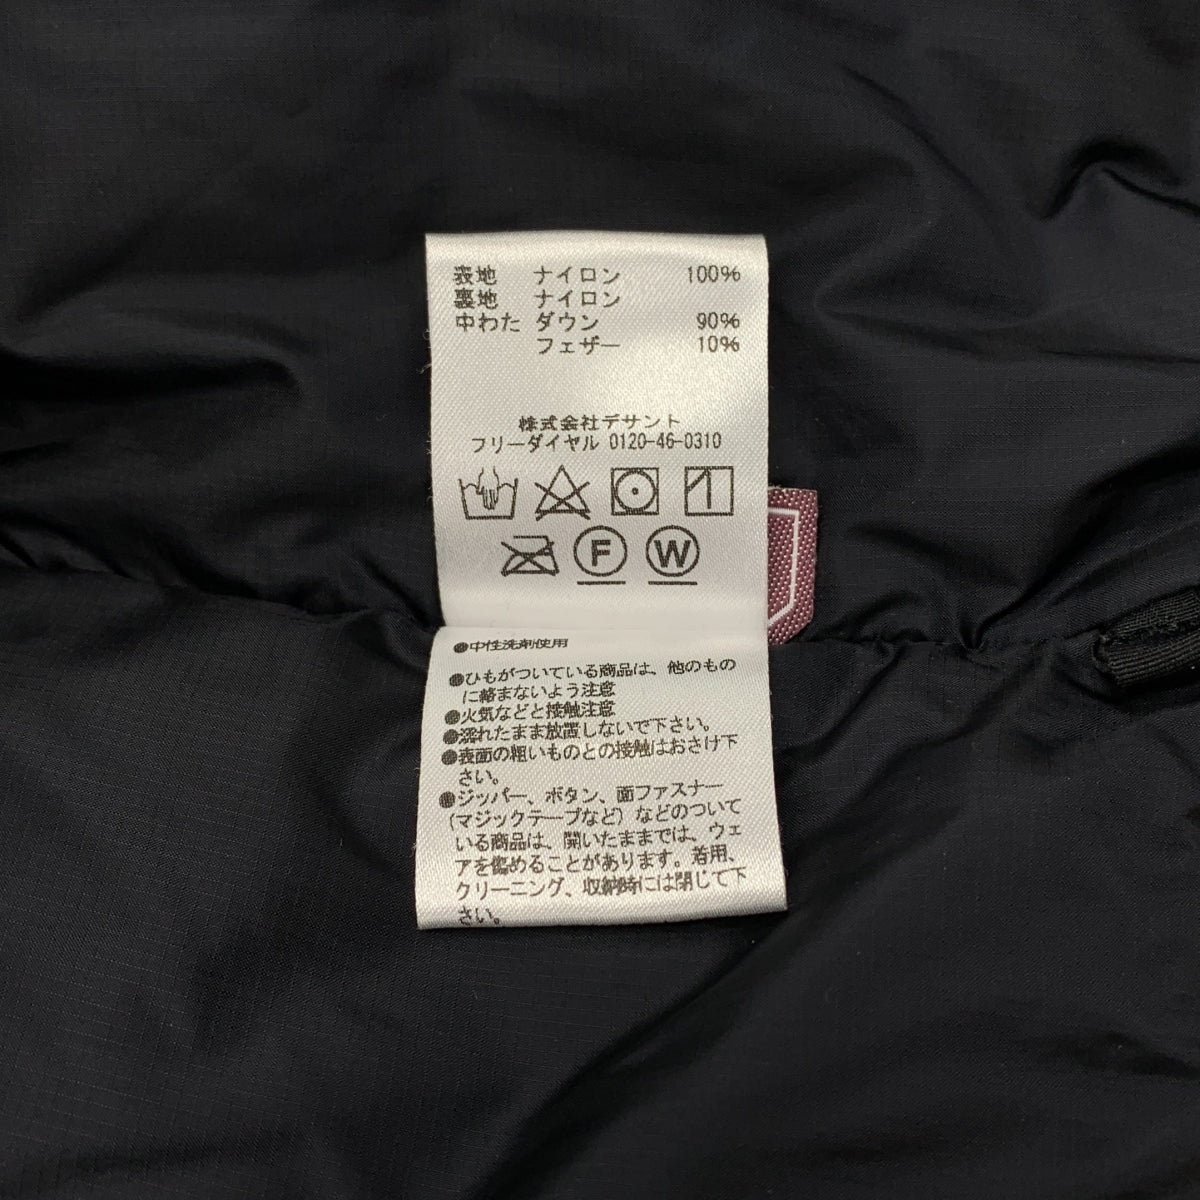 表地 ナイロン 100%
裏地 ナイロン
中わた ダウン 90%
フェザー 10%
株式会社デサント
フリーダイヤル 0120-46-0310
F W
●中性洗剤使用
●ひもがついている商品は、他のもの
に絡まないよう注意
●火気などと接触注意
●濡れたまま放置しないで下さい。
●表面の粗いものとの接触はおさけ下
さい。
●ジッパー、ボタン、面ファスナー
(マジックテープなど)などのついて
いる商品は、開いたままでは、ウェ
アを傷めることがあります。着用、
クリーニング、収納時には閉じて下
さい。